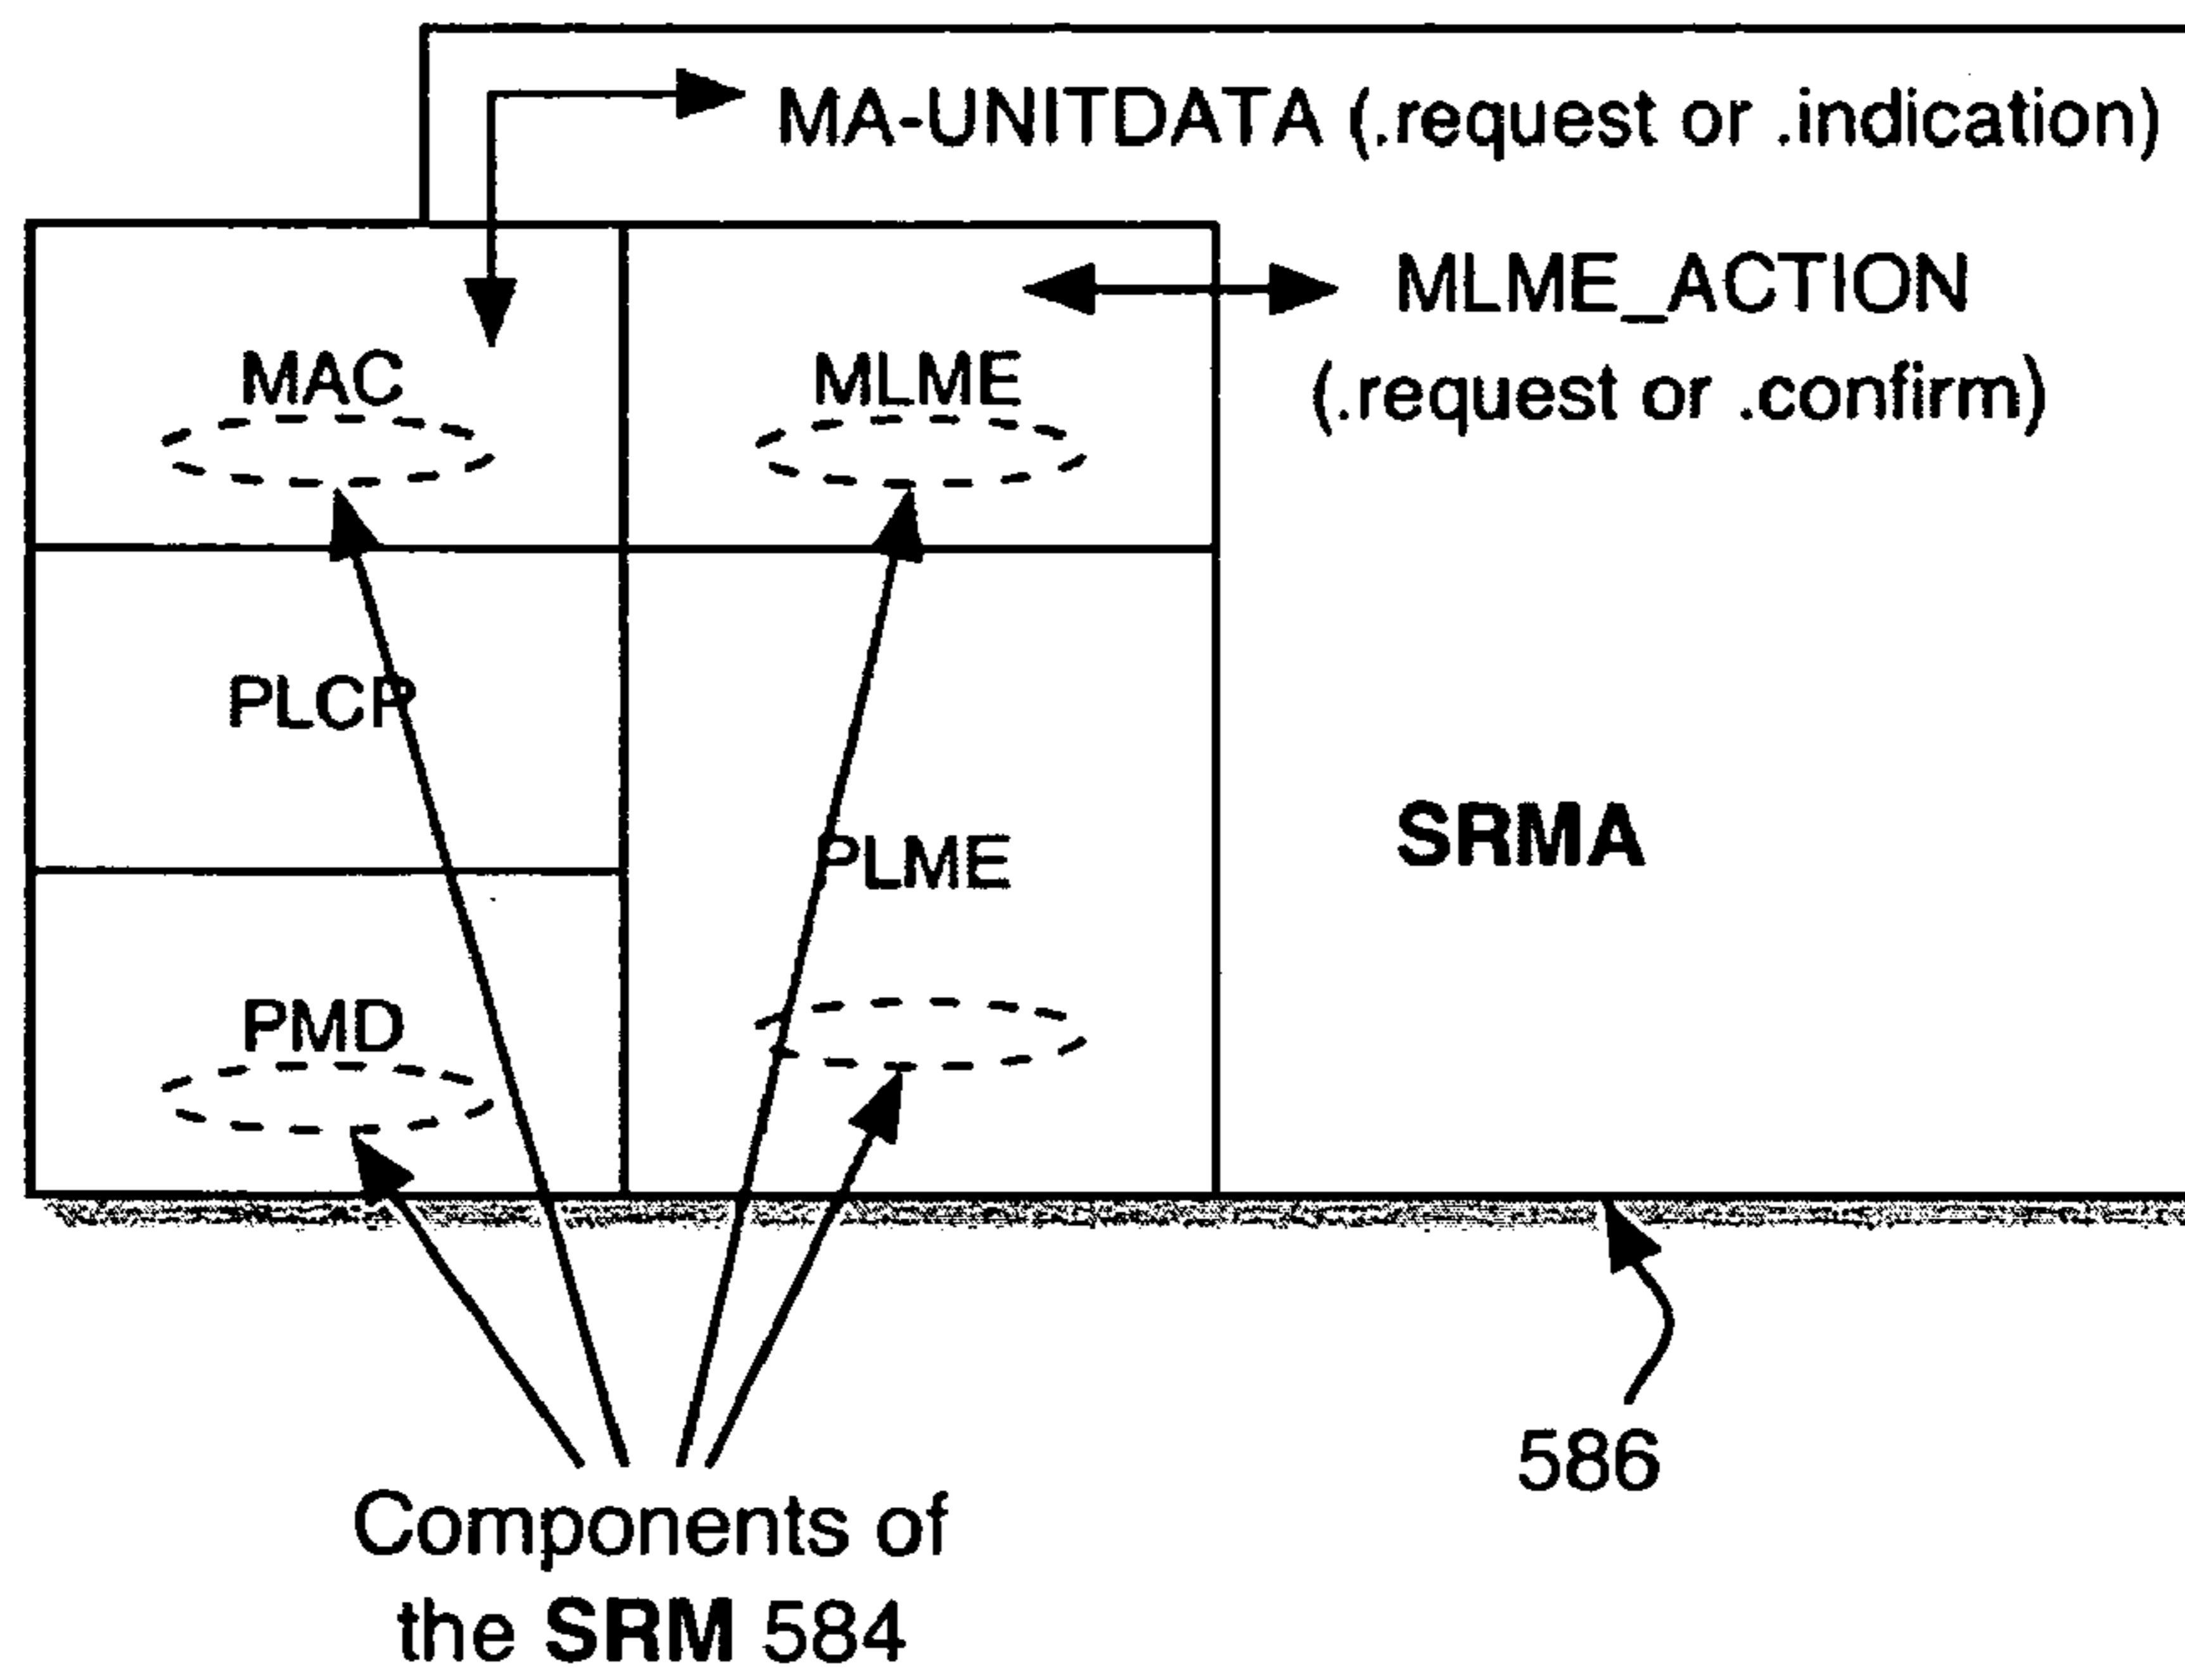 MA-UNITDATA (.request or .indication)
MLME_ACTION
(.request or .confirm)
MAC
MLME
PLCP
PLME
SRMA
PMD
586
Components of
the SRM 584